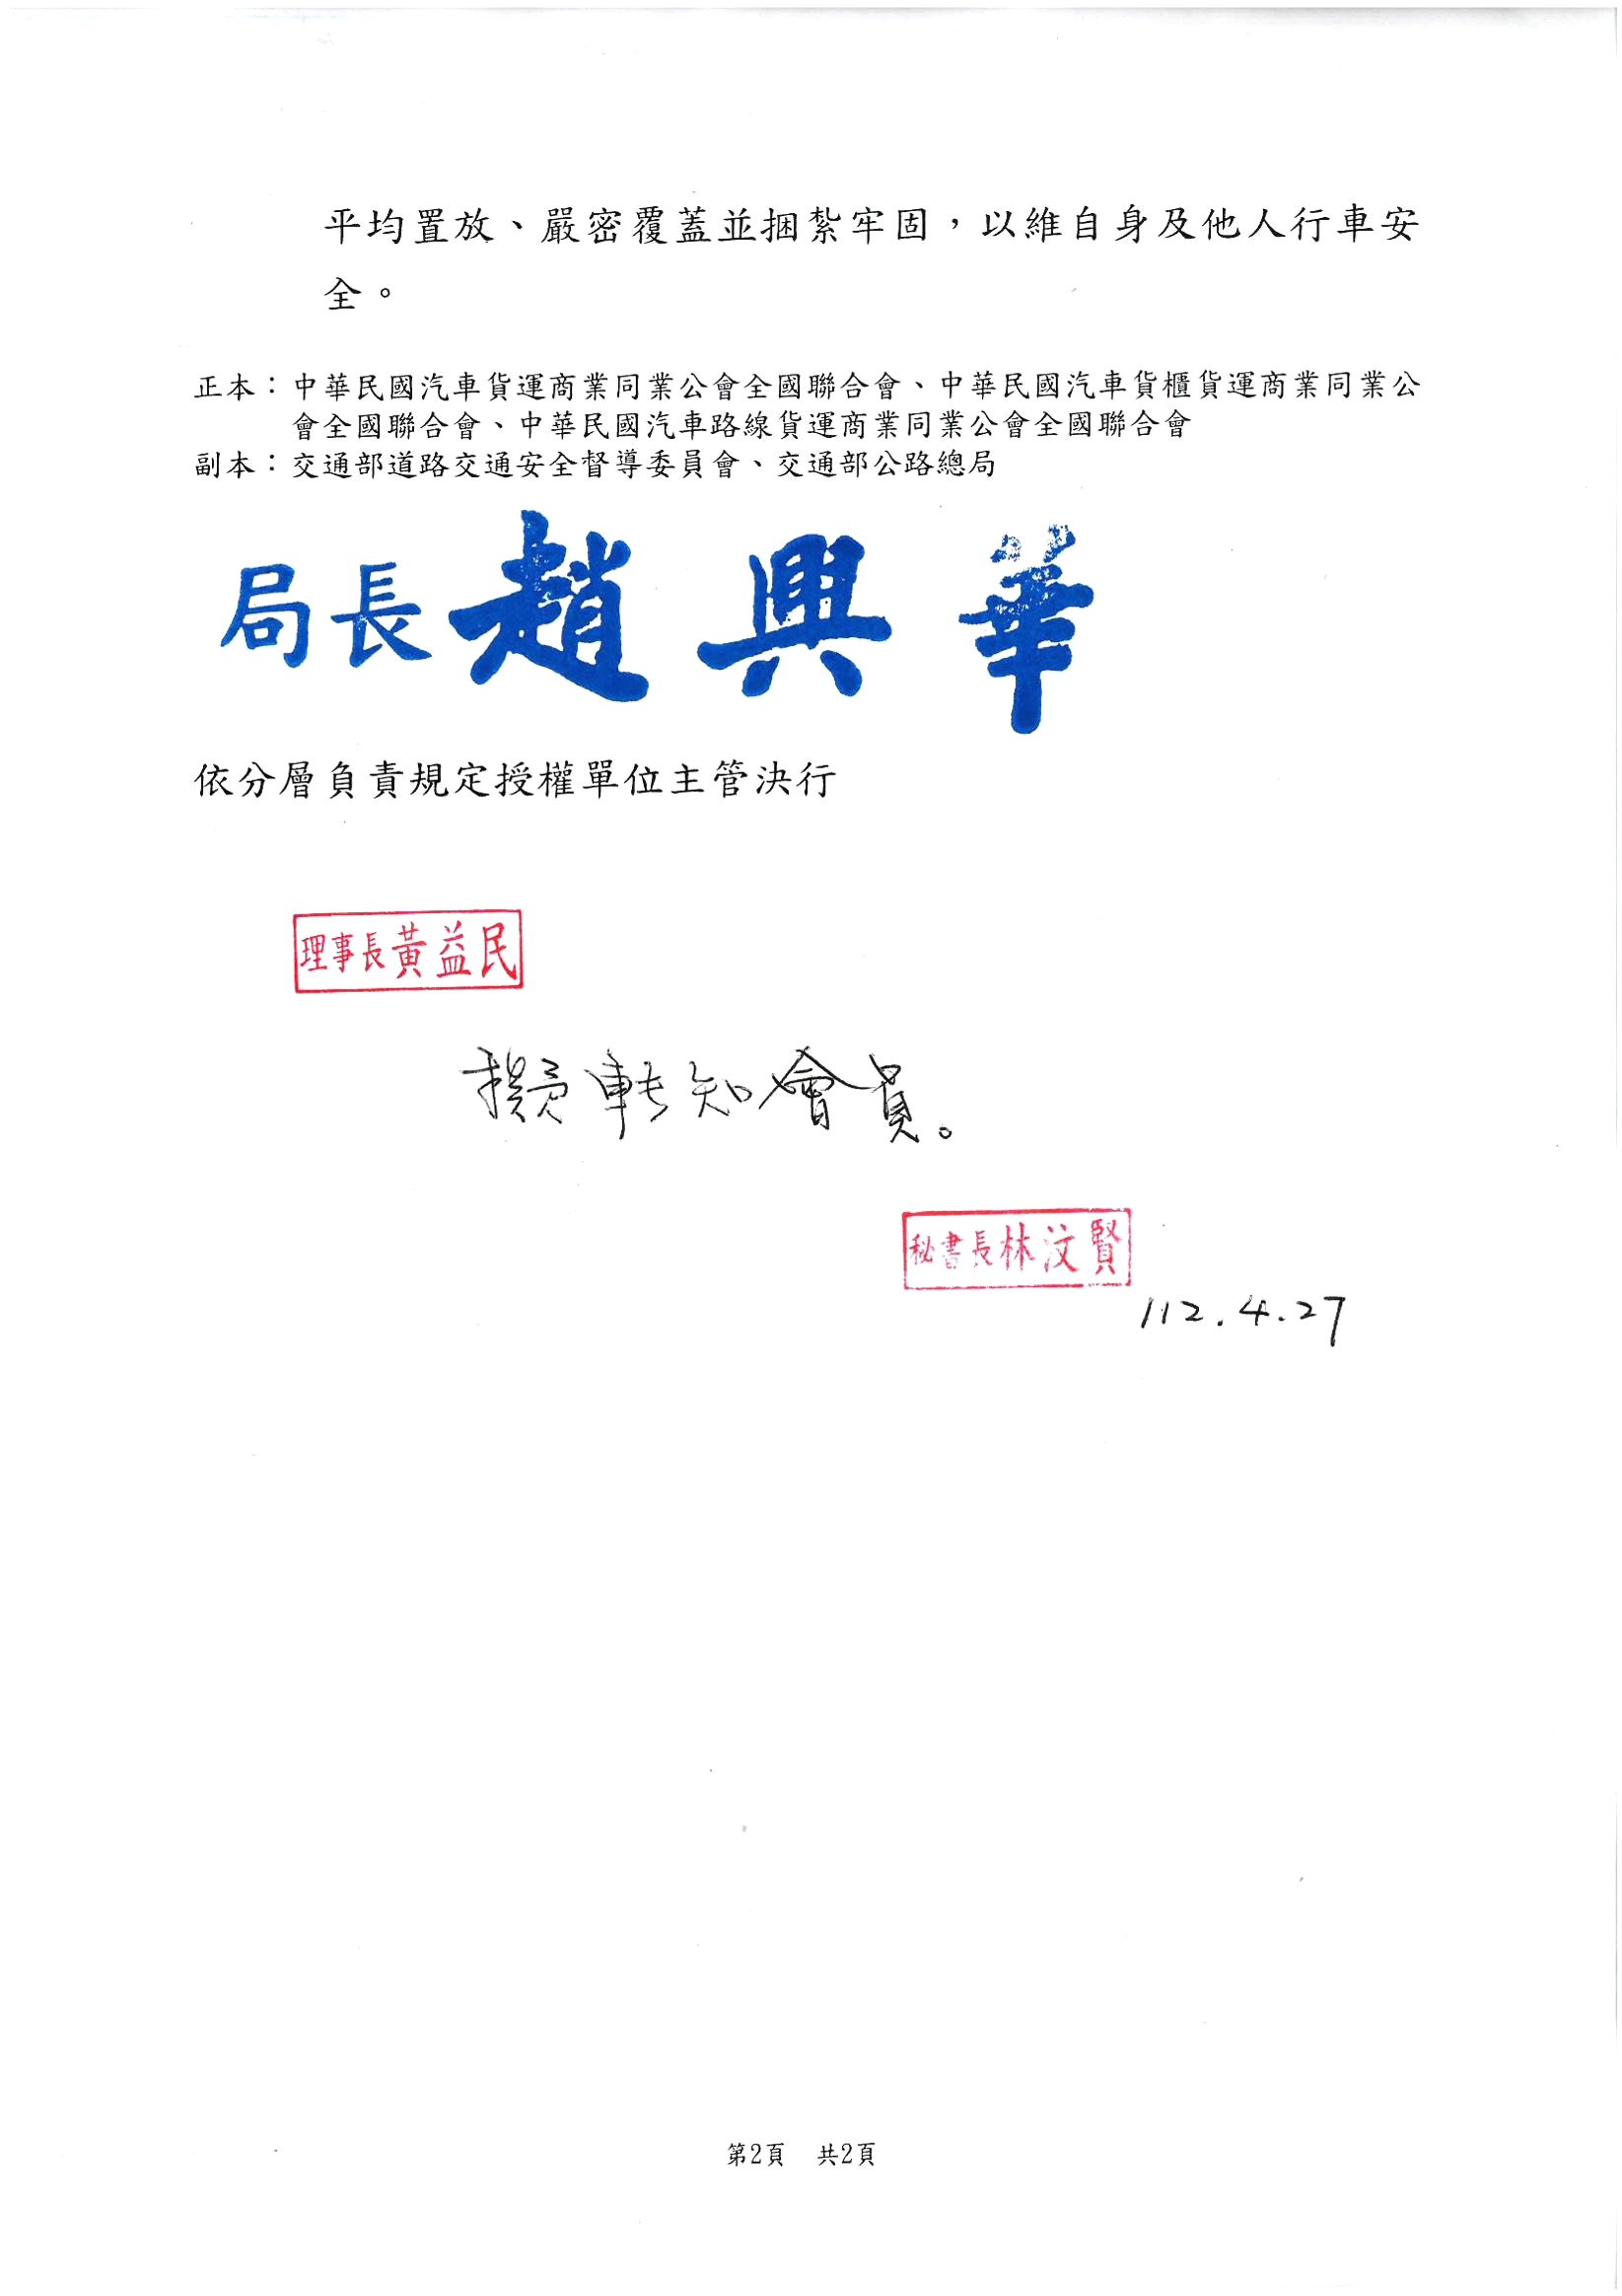 平均置放、嚴密覆蓋並捆紮牢固，以維自身及他人行車安
全。
正本：中華民國汽車貨運商業同業公會全國聯合會、中華民國汽車貨櫃貨運商業同業公
會全國聯合會、中華民國汽車路線貨運商業同業公會全國聯合會
副本：交通部道路交通安全督導委員會、交通部公路總局
局長趙興華
依分層負責規定授權單位主管決行
理事長黃益民
擬轉知會員。
秘書長林汶賢
112.4.27
第2頁 共2頁